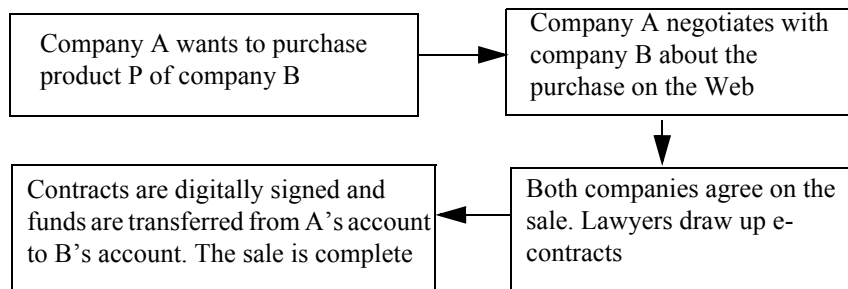 Company A wants to purchase
product P of company B
Company A negotiates with
company B about the
purchase on the Web
Both companies agree on the
sale. Lawyers draw up e-
contracts
Contracts are digitally signed and
funds are transferred from A's account
to B's account. The sale is complete